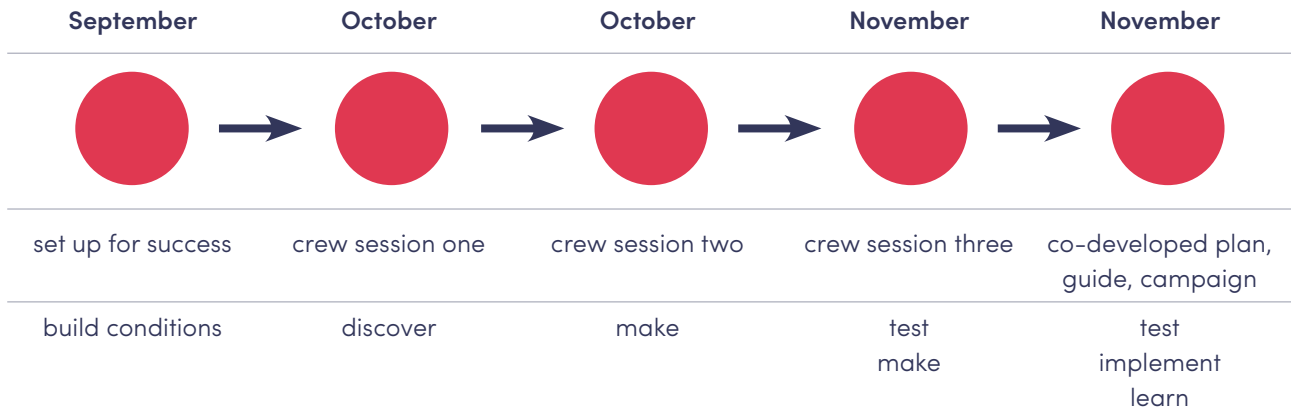 September October October November November
set up for success crew session one crew session two crew session three co-developed plan,
guide, campaign
build conditions discover make test test
make implement
learn